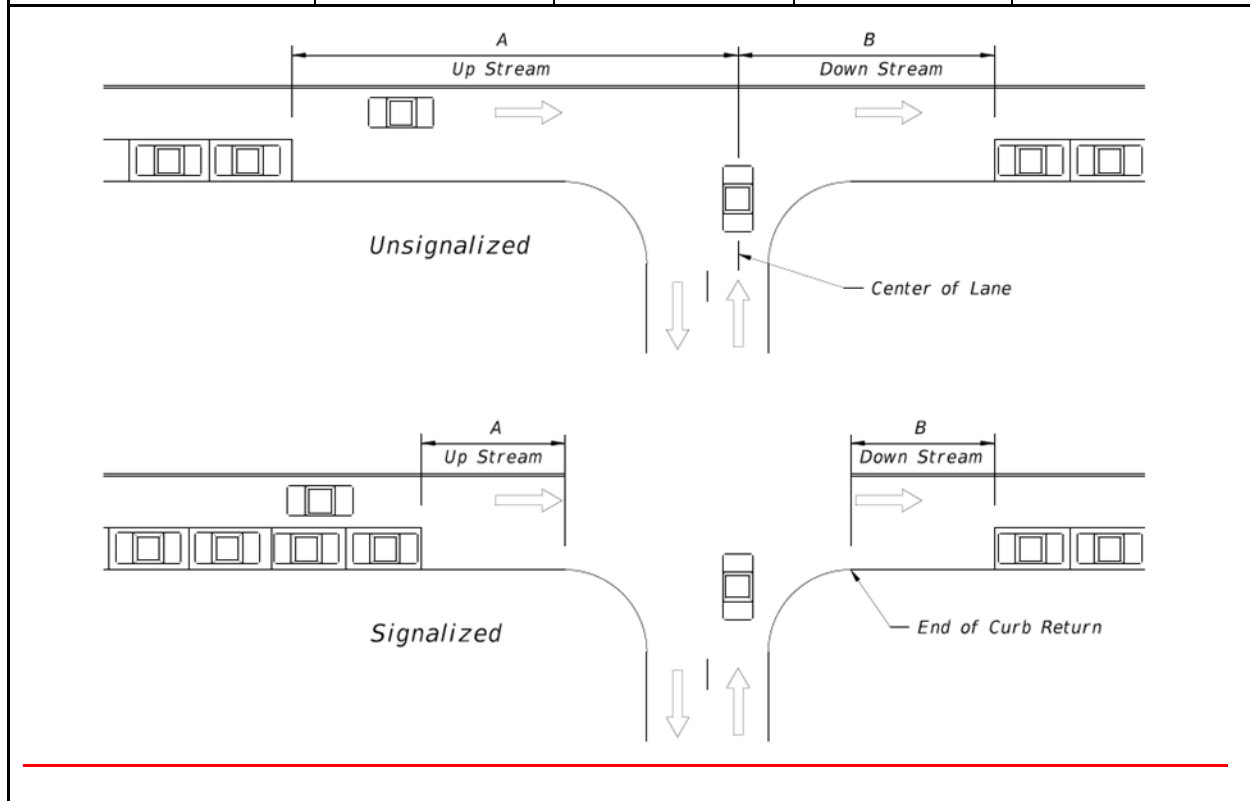 A
B
Up Stream
Down Stream
Unsignalized
Center of Lane
A
B
Up Stream
Down Stream
End of Curb Return
Signalized